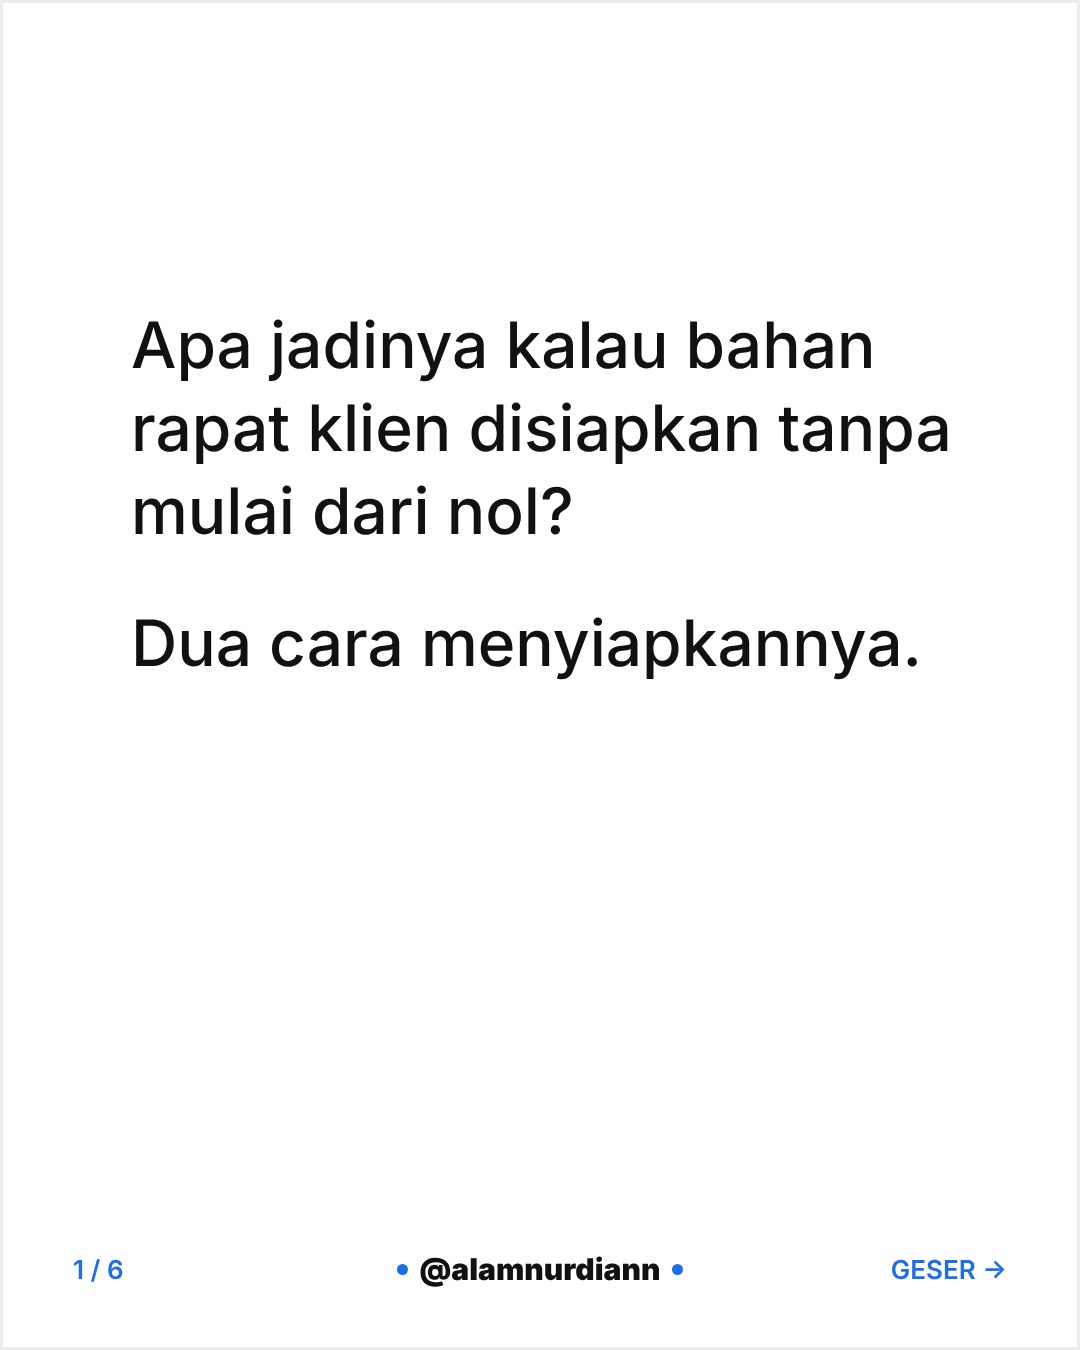 Apa jadinya kalau bahan
rapat klien disiapkan tanpa
mulai dari nol?
Dua cara menyiapkannya.
1 / 6
• @alamnurdiann •
GESER →